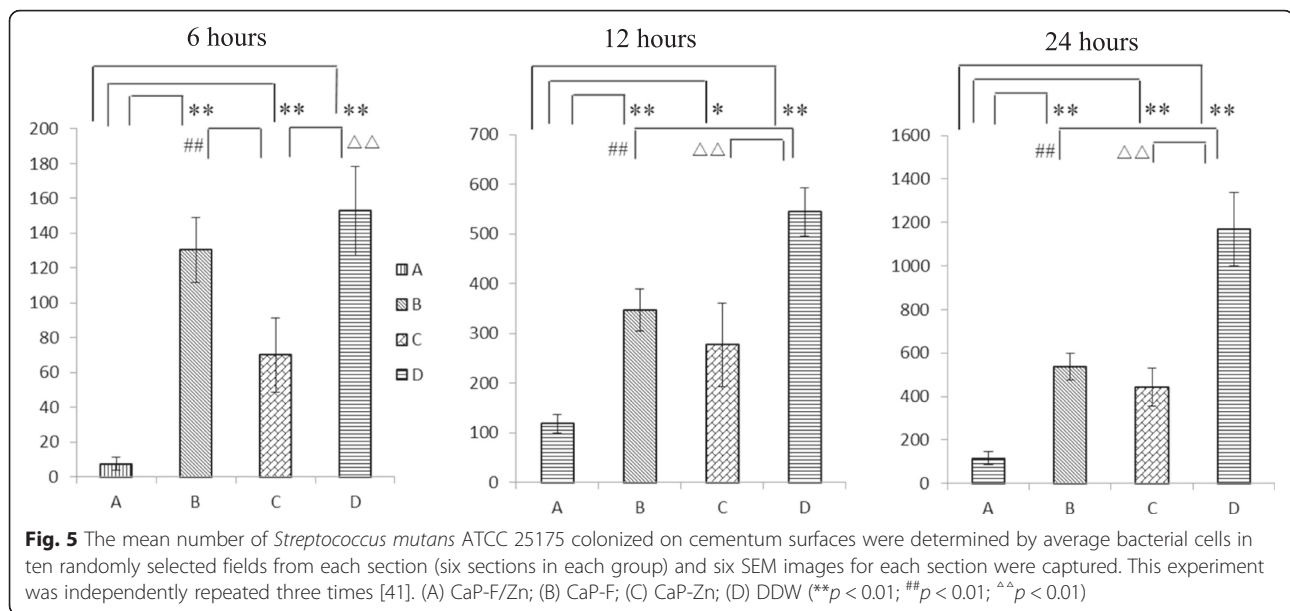 6 hours
** ** **
## △△
200
180
160
140
120
100
80
60
40
20
0
A B C D
A
B
C
D
12 hours
** * **
## △△
700
600
500
400
300
200
100
0
A B C D
24 hours
** ** **
## △△
1600
1400
1200
1000
800
600
400
200
0
A B C D
Fig. 5 The mean number of Streptococcus mutans ATCC 25175 colonized on cementum surfaces were determined by average bacterial cells in
ten randomly selected fields from each section (six sections in each group) and six SEM images for each section were captured. This experiment
was independently repeated three times [41]. (A) CaP-F/Zn; (B) CaP-F; (C) CaP-Zn; (D) DDW (**p < 0.01; ##p < 0.01; △△p < 0.01)